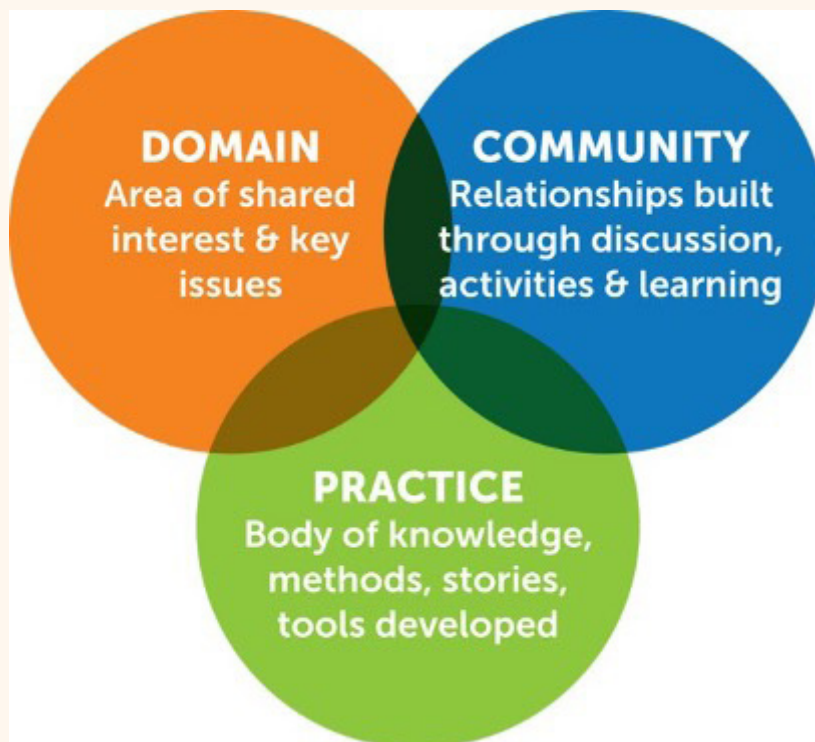 DOMAIN
Area of shared
interest & key
issues
COMMUNITY
Relationships built
through discussion,
activities & learning
PRACTICE
Body of knowledge,
methods, stories,
tools developed